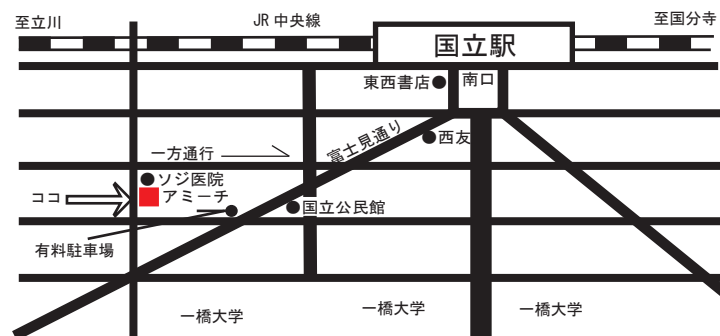 至立川
JR 中央線
至国分寺
国立駅
東西書店
南口
富士見通り
西友
一方通行
ソジ医院
ココ
アミーチ
国立公民館
有料駐車場
一橋大学
一橋大学
一橋大学